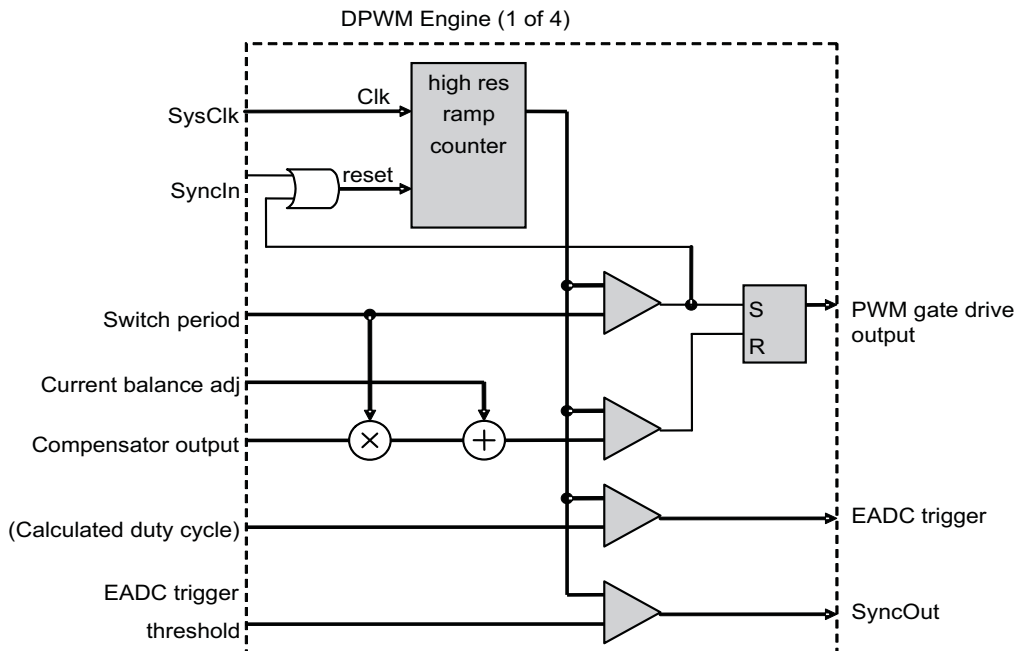 DPWM Engine (1 of 4)
high res
ramp
counter
Clk
SysClk
reset
SyncIn
Switch period
S
R
PWM gate drive
output
Current balance adj
Compensator output
×
+
(Calculated duty cycle)
EADC trigger
EADC trigger
threshold
SyncOut